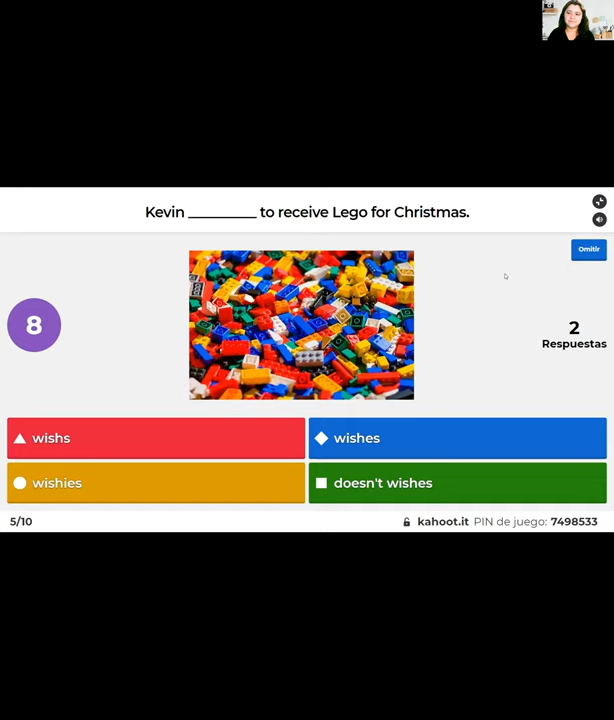 Kevin __________ to receive Lego for Christmas.
Omitir
8
2
Respuestas
wishs
wishes
wishies
doesn't wishes
5/10
kahoot.it PIN de juego: 7498533